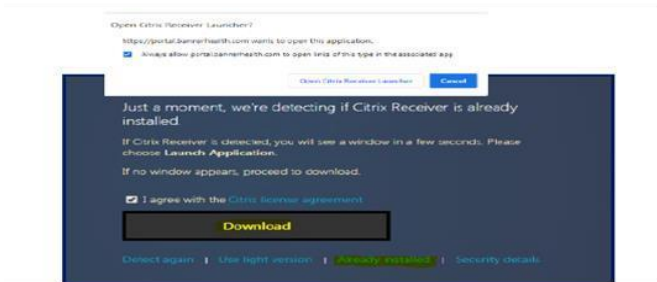 Open Citrix Receiver Launcher?
https://portal.bannerhealth.com wants to open this application.
Always allow portal.bannerhealth.com to open links of this type in the associated app
Open Citrix Receiver Launcher Cancel
Just a moment, we're detecting if Citrix Receiver is already
installed
If Citrix Receiver is detected, you will see a window in a few seconds. Please
choose Launch Application.
If no window appears, proceed to download.
I agree with the Citrix license agreement
Download
Detect again | Use light version | Already installed | Security details